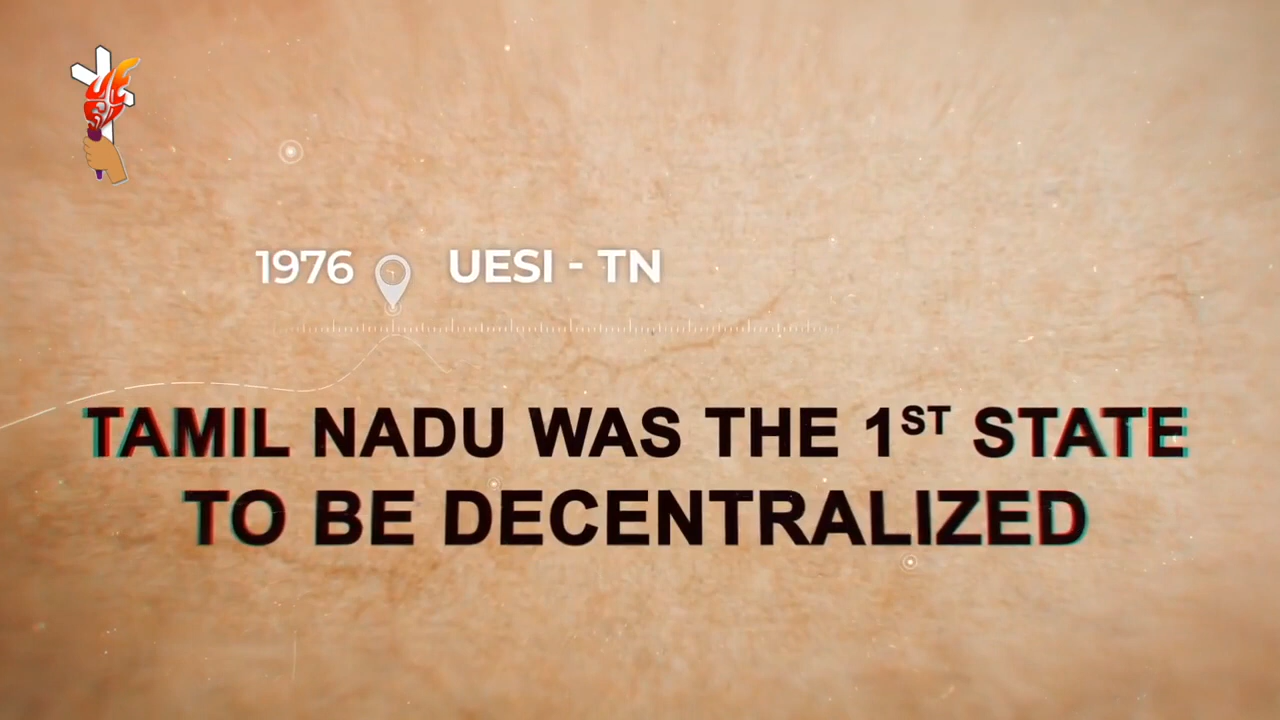 1976 UESI - TN
TAMIL NADU WAS THE 1ST STATE
TO BE DECENTRALIZED